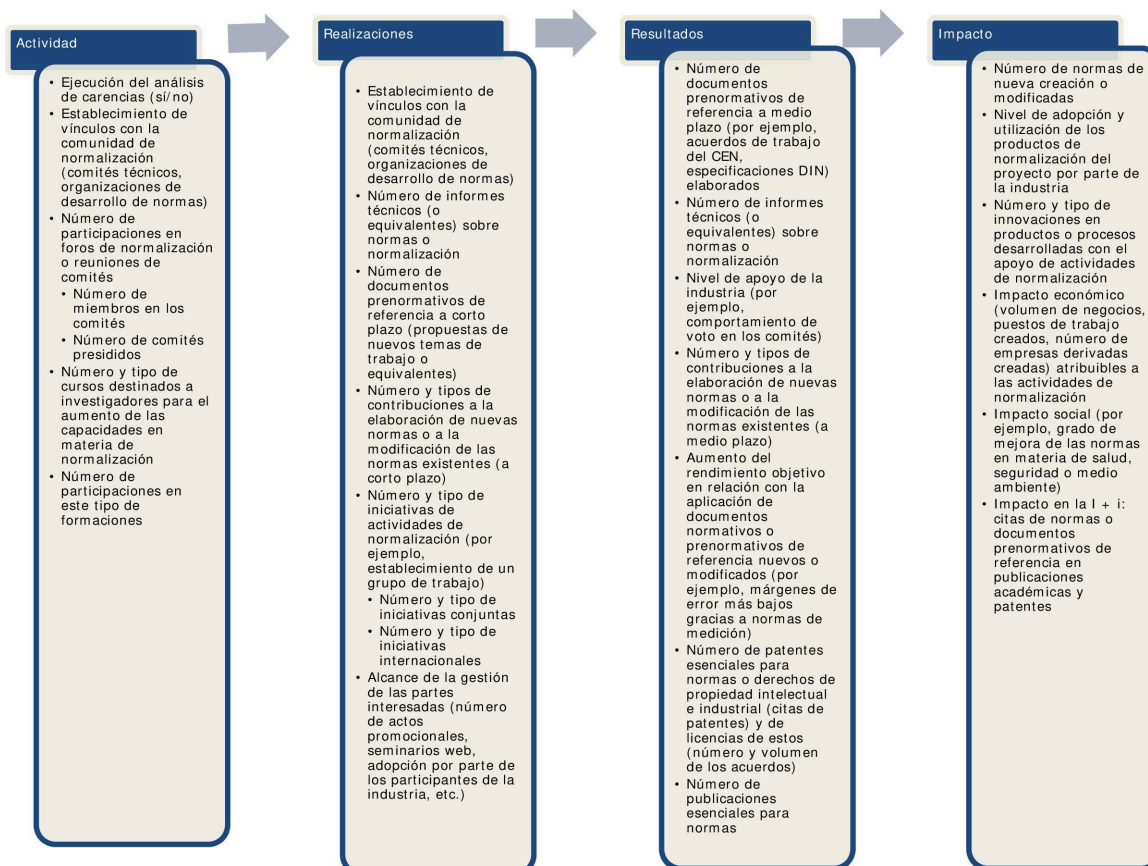 Actividad
• Ejecución del análisis
de carencias (sí/no)
• Establecimiento de
vínculos con la
comunidad de
normalización
(comités técnicos,
organizaciones de
desarrollo de normas)
• Número de
participaciones en
foros de normalización
o reuniones de
comités
• Número de
miembros en los
comités
• Número de comités
presididos
• Número y tipo de
cursos destinados a
investigadores para el
aumento de las
capacidades en
materia de
normalización
• Número de
participaciones en
este tipo de
formaciones
Realizaciones
• Establecimiento de
vínculos con la
comunidad de
normalización
(comités técnicos,
organizaciones de
desarrollo de normas)
• Número de informes
técnicos (o
equivalentes) sobre
normas o
normalización
• Número de
documentos
prenormativos de
referencia a corto
plazo (propuestas de
nuevos temas de
trabajo o
equivalentes)
• Número y tipos de
contribuciones a la
elaboración de nuevas
normas o a la
modificación de las
normas existentes (a
corto plazo)
• Número y tipo de
iniciativas de
actividades de
normalización (por
ejemplo,
establecimiento de un
grupo de trabajo)
• Número y tipo de
iniciativas conjuntas
• Número y tipo de
iniciativas
internacionales
• Alcance de la gestión
de las partes
interesadas (número
de actos
promocionales,
seminarios web,
adopción por parte de
los participantes de la
industria, etc.)
Resultados
• Número de
documentos
prenormativos de
referencia a medio
plazo (por ejemplo,
acuerdos de trabajo
del CEN,
especificaciones DIN)
elaborados
• Número de informes
técnicos (o
equivalentes) sobre
normas o
normalización
• Nivel de apoyo de la
industria (por
ejemplo,
comportamiento de
voto en los comités)
• Número y tipos de
contribuciones a la
elaboración de nuevas
normas o a la
modificación de las
normas existentes (a
medio plazo)
• Aumento del
rendimiento objetivo
en relación con la
aplicación de
documentos
normativos o
prenormativos de
referencia nuevos o
modificados (por
ejemplo, márgenes de
error más bajos
gracias a normas de
medición)
• Número de patentes
esenciales para
normas o derechos de
propiedad intelectual
e industrial (citas de
patentes) y de
licencias de estos
(número y volumen
de los acuerdos)
• Número de
publicaciones
esenciales para
normas
Impacto
• Número de normas de
nueva creación o
modificadas
• Nivel de adopción y
utilización de los
productos de
normalización del
proyecto por parte de
la industria
• Número y tipo de
innovaciones en
productos o procesos
desarrolladas con el
apoyo de actividades
de normalización
• Impacto económico
(volumen de negocios,
puestos de trabajo
creados, número de
empresas derivadas
creadas) atribuibles a
las actividades de
normalización
• Impacto social (por
ejemplo, grado de
mejora de las normas
en materia de salud,
seguridad o medio
ambiente)
• Impacto en la I + i:
citas de normas o
documentos
prenormativos de
referencia en
publicaciones
académicas y
patentes